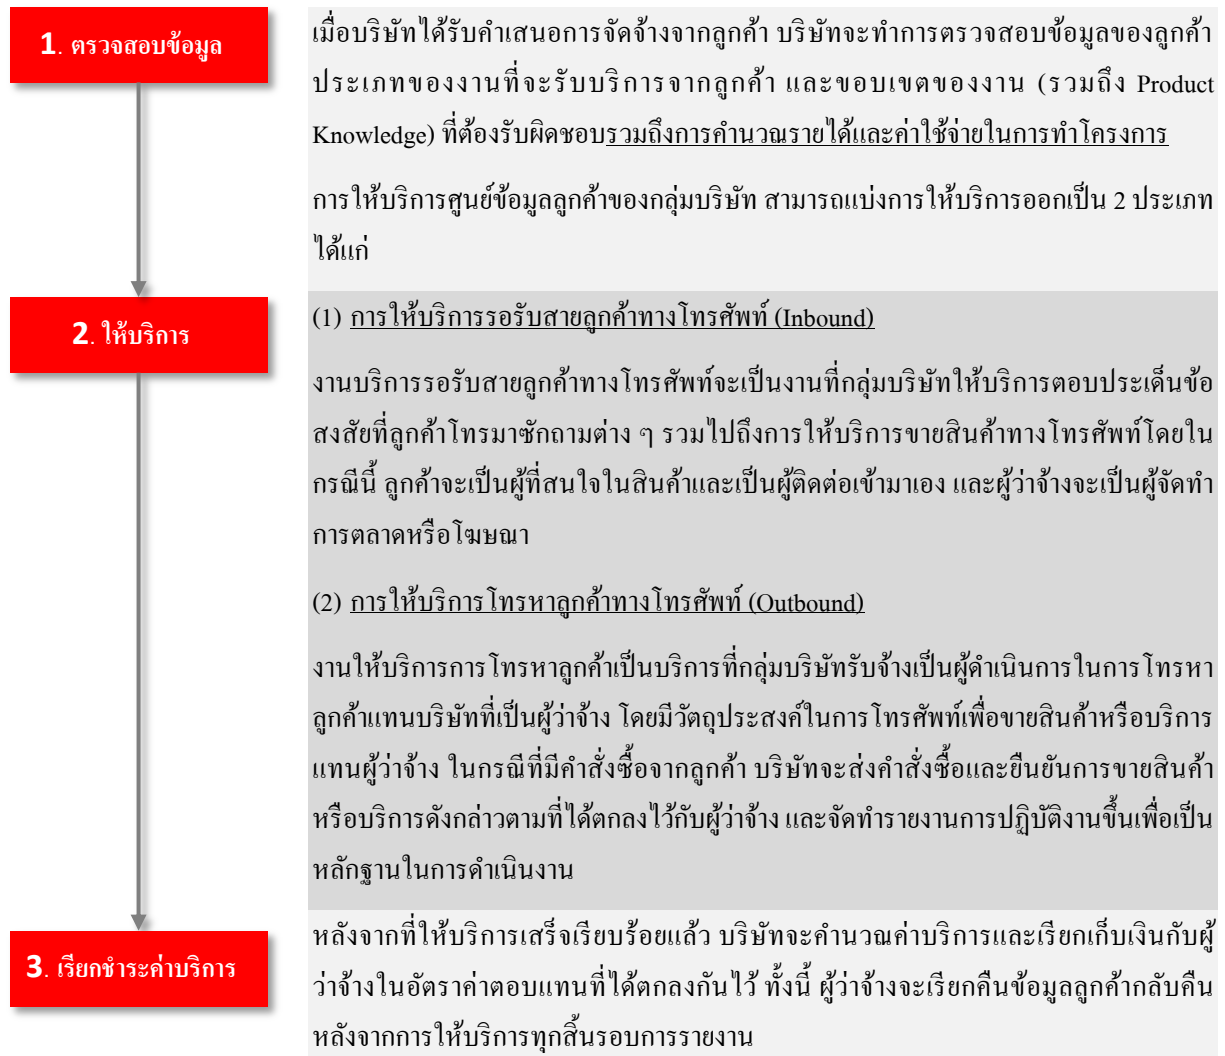 1. ตรวจสอบข้อมูล
เมื่อบริษัทได้รับคำเสนอการจัดจ้างจากลูกค้า บริษัทจะทำการตรวจสอบข้อมูลของลูกค้า
ประเภทของงานที่จะรับบริการจากลูกค้า และขอบเขตของงาน (รวมถึง Product
Knowledge) ที่ต้องรับผิดชอบรวมถึงการคำนวณรายได้และค่าใช้จ่ายในการทำโครงการ
การให้บริการศูนย์ข้อมูลลูกค้าของกลุ่มบริษัท สามารถแบ่งการให้บริการออกเป็น 2 ประเภท
ได้แก่
2. ให้บริการ
(1) การให้บริการรอรับสายลูกค้าทางโทรศัพท์ (Inbound)
งานบริการรอรับสายลูกค้าทางโทรศัพท์จะเป็นงานที่กลุ่มบริษัทให้บริการตอบประเด็นข้อ
สงสัยที่ลูกค้าโทรมาซักถามต่าง ๆ รวมไปถึงการให้บริการขายสินค้าทางโทรศัพท์โดยใน
กรณีนี้ ลูกค้าจะเป็นผู้ที่สนใจในสินค้าและเป็นผู้ติดต่อเข้ามาเอง และผู้ว่าจ้างจะเป็นผู้จัดทำ
การตลาดหรือโฆษณา
(2) การให้บริการโทรหาลูกค้าทางโทรศัพท์ (Outbound)
งานให้บริการการโทรหาลูกค้าเป็นบริการที่กลุ่มบริษัทรับจ้างเป็นผู้ดำเนินการในการโทรหา
ลูกค้าแทนบริษัทที่เป็นผู้ว่าจ้าง โดยมีวัตถุประสงค์ในการโทรศัพท์เพื่อขายสินค้าหรือบริการ
แทนผู้ว่าจ้าง ในกรณีที่มีคำสั่งซื้อจากลูกค้า บริษัทจะส่งคำสั่งซื้อและยืนยันการขายสินค้า
หรือบริการดังกล่าวตามที่ได้ตกลงไว้กับผู้ว่าจ้าง และจัดทำรายงานการปฏิบัติงานขึ้นเพื่อเป็น
หลักฐานในการดำเนินงาน
3. เรียกชำระค่าบริการ
หลังจากที่ให้บริการเสร็จเรียบร้อยแล้ว บริษัทจะคำนวณค่าบริการและเรียกเก็บเงินกับผู้
ว่าจ้างในอัตราค่าตอบแทนที่ได้ตกลงกันไว้ ทั้งนี้ ผู้ว่าจ้างจะเรียกคืนข้อมูลลูกค้ากลับคืน
หลังจากการให้บริการทุกสิ้นรอบการรายงาน